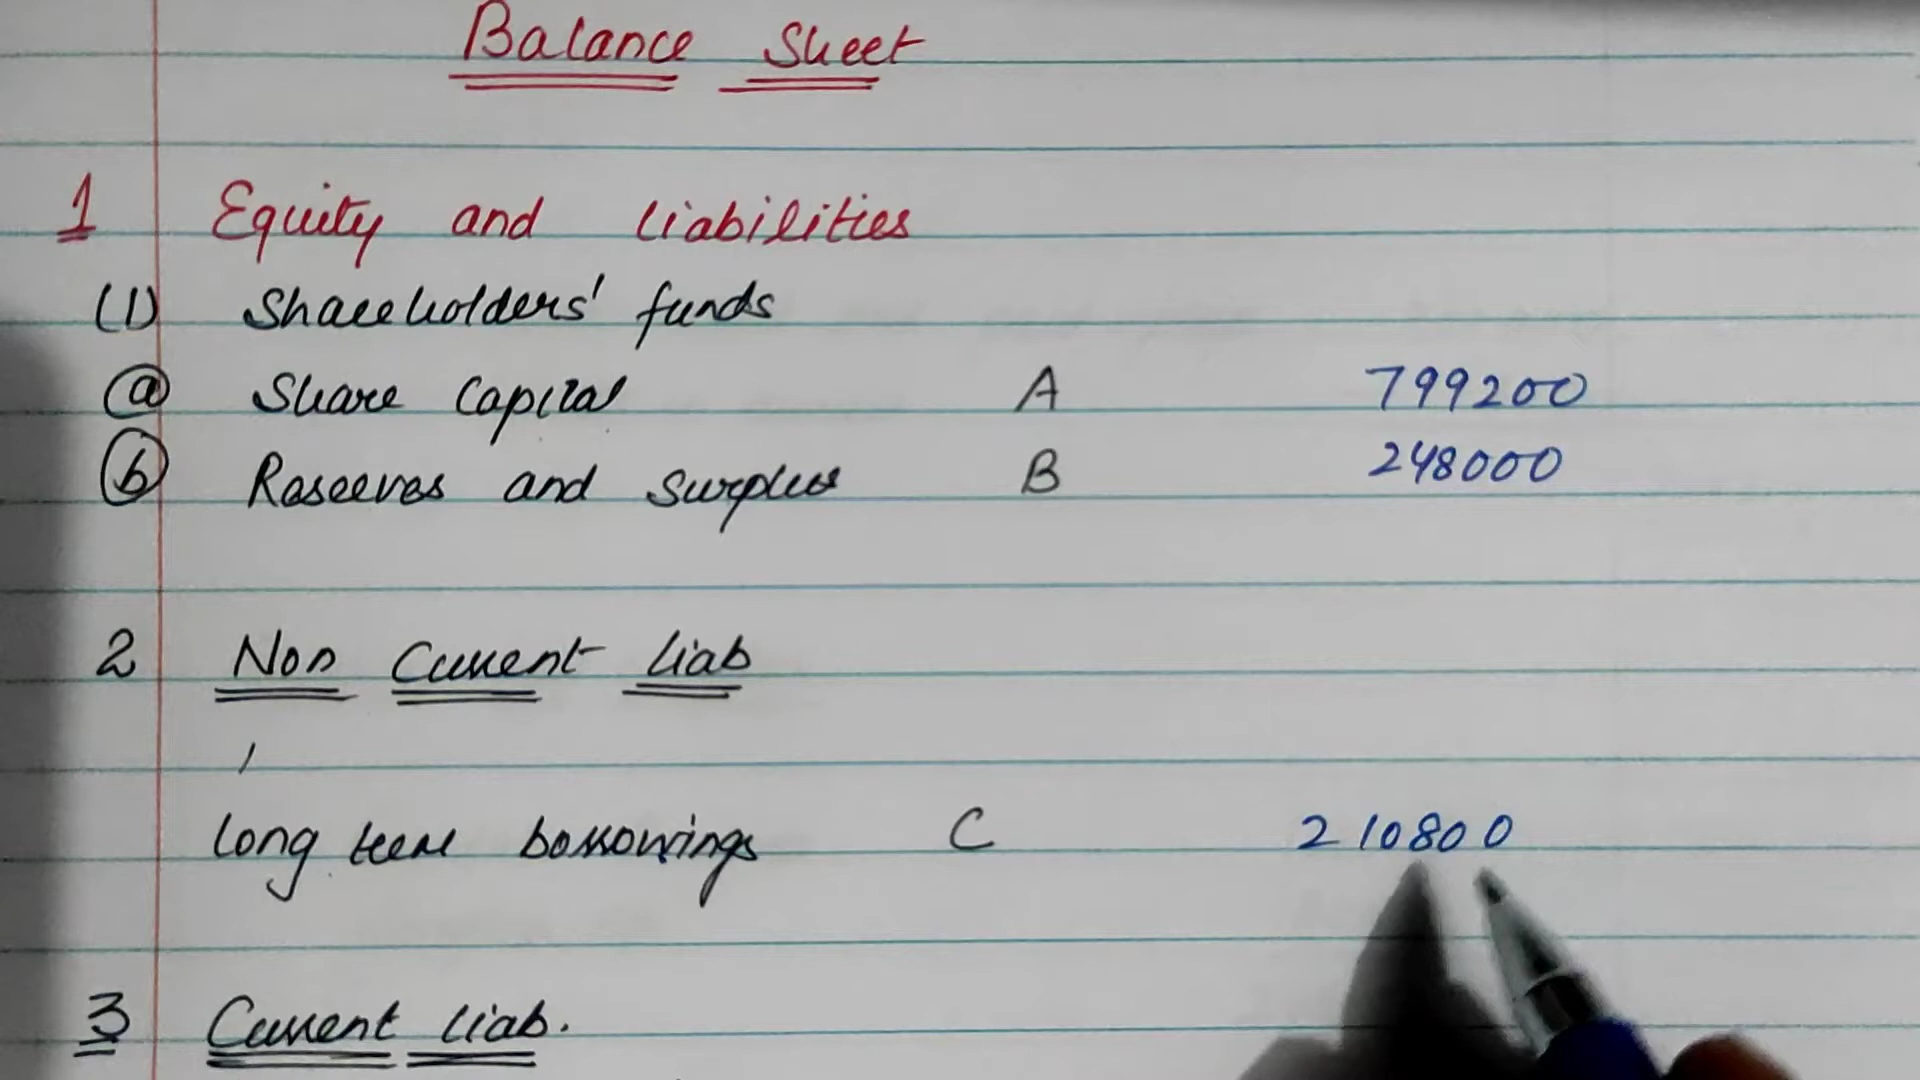 Balance Sheet
1 Equity and liabilities
(1) Shareholders' funds
(a) Share Capital A 799200
(b) Reserves and Surplus B 248000
2 Non Current liab
long term borrowings C 210800
3 Current liab.